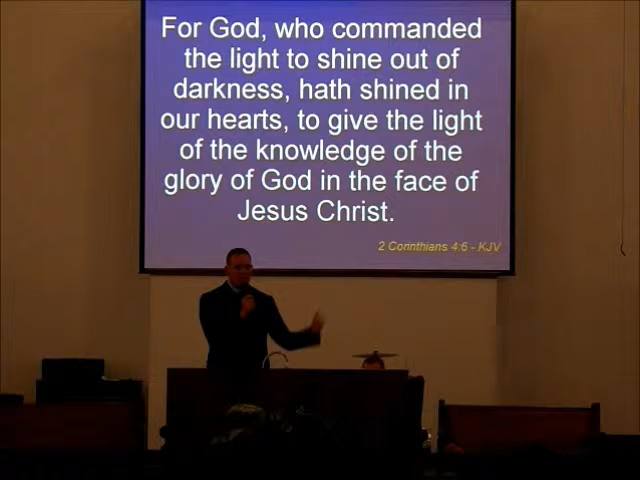 For God, who commanded
the light to shine out of
darkness, hath shined in
our hearts, to give the light
of the knowledge of the
glory of God in the face of
Jesus Christ.
2 Corinthians 4:6 - KJV